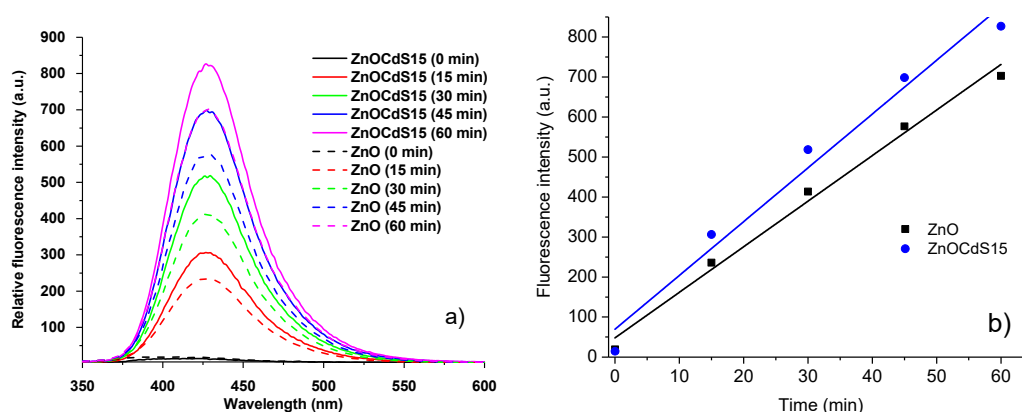 Relative fluorescence intensity (a.u.)
900
800
700
600
500
400
300
200
100
350
400
450
500
550
600
Wavelength (nm)
ZnOCdS15 (0 min)
ZnOCdS15 (15 min)
ZnOCdS15 (30 min)
ZnOCdS15 (45 min)
ZnOCdS15 (60 min)
ZnO (0 min)
ZnO (15 min)
ZnO (30 min)
ZnO (45 min)
ZnO (60 min)
a)
Fluorescence intensity (a.u.)
800
700
600
500
400
300
200
100
0
0
10
20
30
40
50
60
Time (min)
ZnO
ZnOCdS15
b)